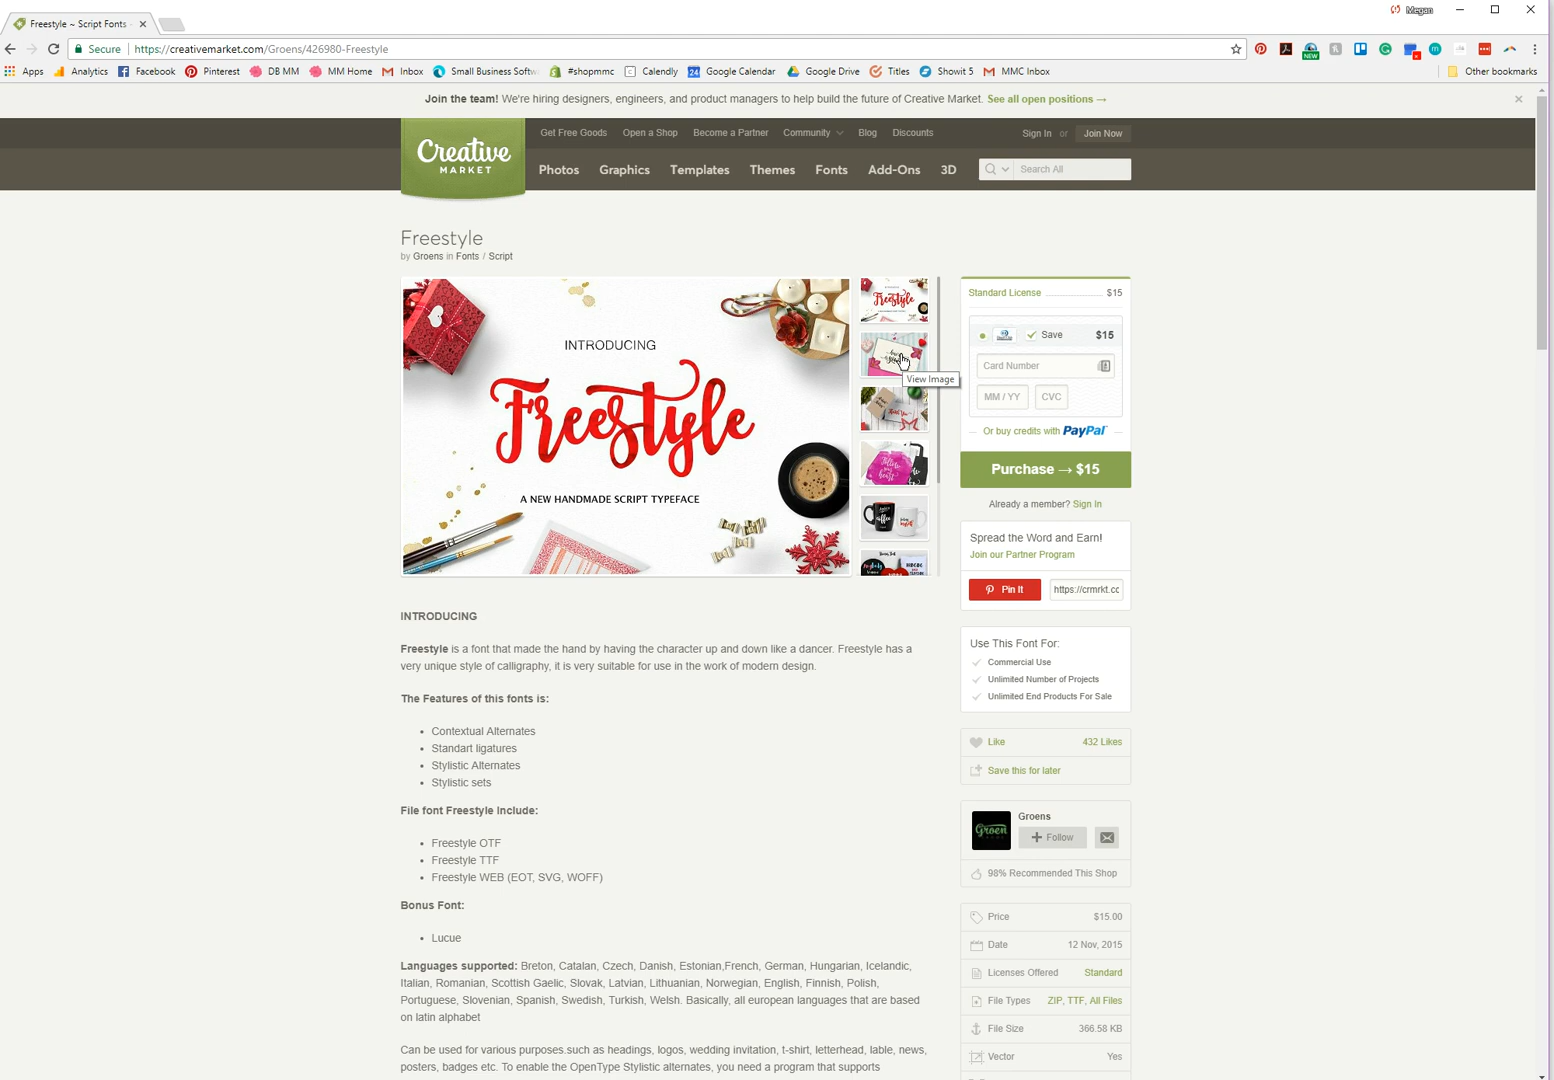 Freestyle ~ Script Fonts -
Megan
Secure
https://creativemarket.com/Groens/426980-Freestyle
NEW
Apps
Analytics
Facebook
Pinterest
DB MM
MM Home
Inbox
Small Business Softw
#shopmmc
Calendly
24
Google Calendar
Google Drive
Titles
Showit 5
MMC Inbox
Other bookmarks
Join the team! We're hiring designers, engineers, and product managers to help build the future of Creative Market. See all open positions →
Creative
MARKET
Get Free Goods
Open a Shop
Become a Partner
Community
Blog
Discounts
Sign In or Join Now
Photos
Graphics
Templates
Themes
Fonts
Add-Ons
3D
Search All
Freestyle
by Groens in Fonts / Script
INTRODUCING
Freestyle
A NEW HANDMADE SCRIPT TYPEFACE
Freestyle
View Image
Standard License
$15
Save
$15
Card Number
MM / YY
CVC
Or buy credits with PayPal
Purchase → $15
Already a member? Sign In
Spread the Word and Earn!
Join our Partner Program
Pin It
https://crmrkt.cc
Use This Font For:
Commercial Use
Unlimited Number of Projects
Unlimited End Products For Sale
Like
432 Likes
Save this for later
Groen
Groens
Follow
98% Recommended This Shop
Price
$15.00
Date
12 Nov, 2015
Licenses Offered
Standard
File Types
ZIP, TTF, All Files
File Size
366.58 KB
Vector
Yes
INTRODUCING
Freestyle is a font that made the hand by having the character up and down like a dancer. Freestyle has a
very unique style of calligraphy, it is very suitable for use in the work of modern design.
The Features of this fonts is:
• Contextual Alternates
• Standart ligatures
• Stylistic Alternates
• Stylistic sets
File font Freestyle Include:
• Freestyle OTF
• Freestyle TTF
• Freestyle WEB (EOT, SVG, WOFF)
Bonus Font:
• Lucue
Languages supported: Breton, Catalan, Czech, Danish, Estonian,French, German, Hungarian, Icelandic,
Italian, Romanian, Scottish Gaelic, Slovak, Latvian, Lithuanian, Norwegian, English, Finnish, Polish,
Portuguese, Slovenian, Spanish, Swedish, Turkish, Welsh. Basically, all european languages that are based
on latin alphabet
Can be used for various purposes.such as headings, logos, wedding invitation, t-shirt, letterhead, lable, news,
posters, badges etc. To enable the OpenType Stylistic alternates, you need a program that supports